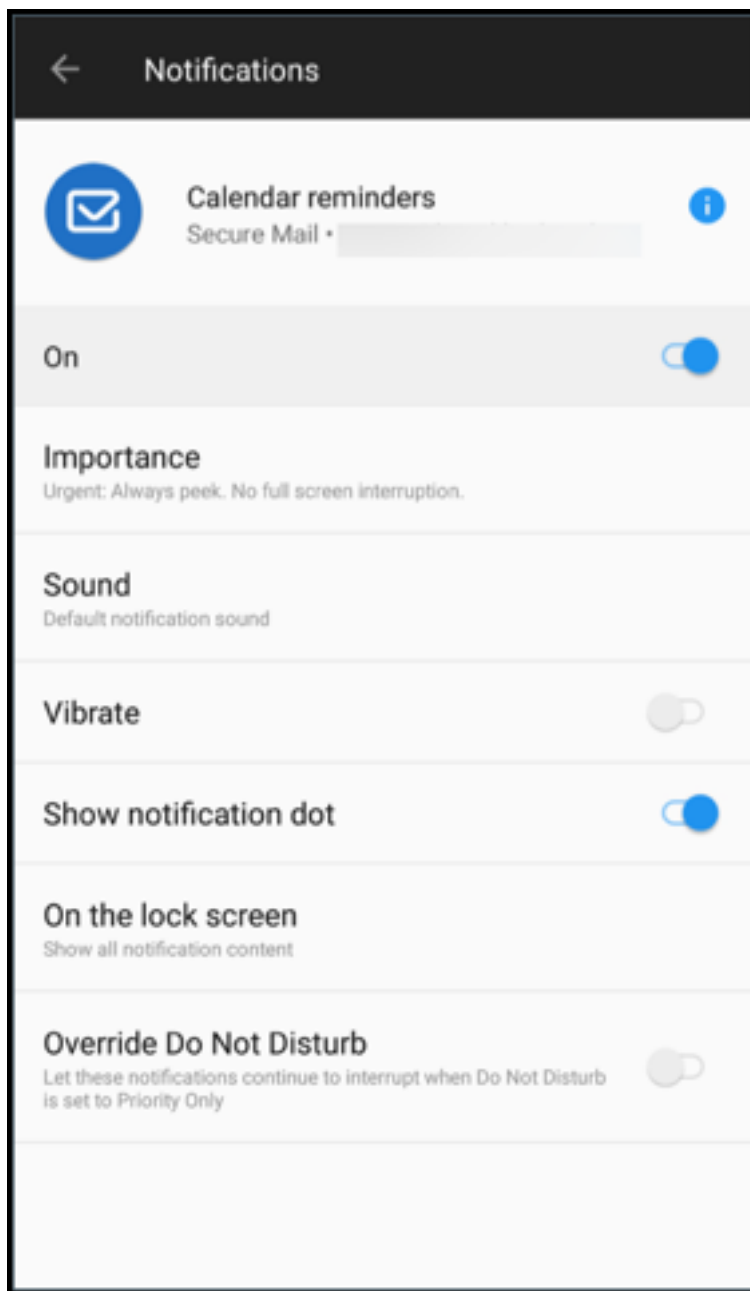 Notifications
Calendar reminders
Secure Mail •
On
Importance
Urgent: Always peek. No full screen interruption.
Sound
Default notification sound
Vibrate
Show notification dot
On the lock screen
Show all notification content
Override Do Not Disturb
Let these notifications continue to interrupt when Do Not Disturb
is set to Priority Only